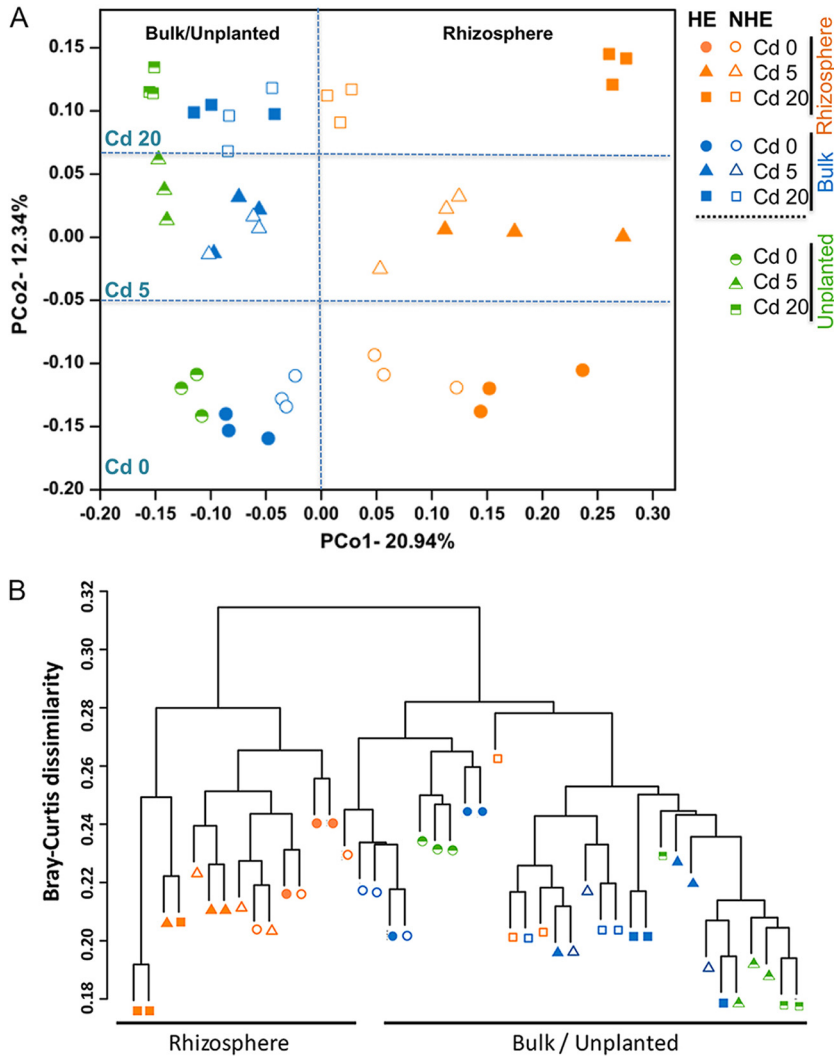 A
Bulk/Unplanted
Rhizosphere
0.15
0.10
0.05
0.00
-0.05
-0.10
-0.15
-0.20
PCo2- 12.34%
Cd 20
Cd 5
Cd 0
-0.20
-0.15
-0.10
-0.05
0.00
0.05
0.10
0.15
0.20
0.25
0.30
PCo1- 20.94%
HE NHE
Cd 0
Cd 5
Cd 20
Rhizosphere
Cd 0
Cd 5
Cd 20
Bulk
Cd 0
Cd 5
Cd 20
Unplanted
B
0.32
0.30
0.28
0.26
0.24
0.22
0.20
0.18
Bray-Curtis dissimilarity
Rhizosphere
Bulk / Unplanted